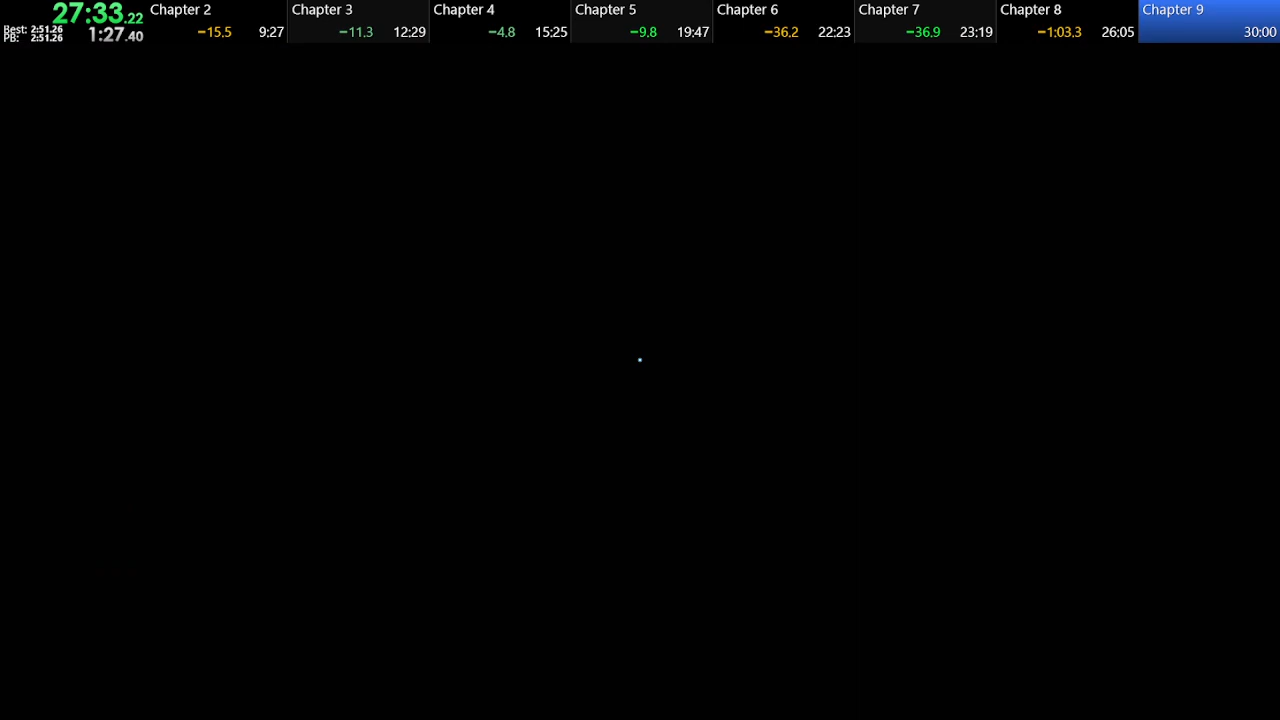 27:33.22
Best: 2:51.26
PB: 2:51.26
1:27.40
Chapter 2
−15.5 9:27
Chapter 3
−11.3 12:29
Chapter 4
−4.8 15:25
Chapter 5
−9.8 19:47
Chapter 6
−36.2 22:23
Chapter 7
−36.9 23:19
Chapter 8
−1:03.3 26:05
Chapter 9
30:00